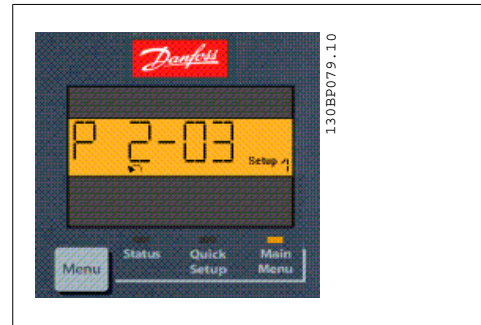 Danfoss
P 2-03
Setup 1
Status
Quick
Setup
Main
Menu
Menu
130BP079.10